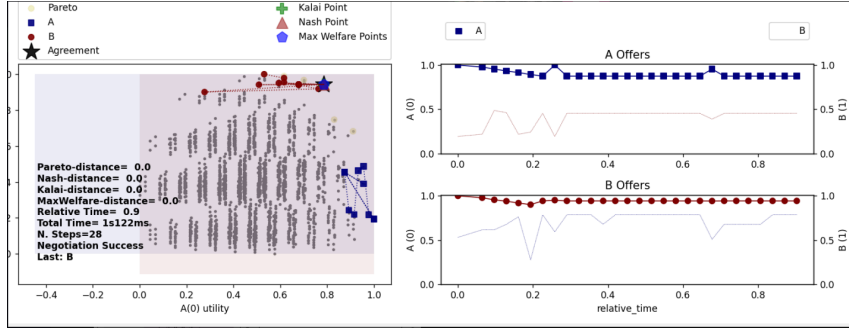 Pareto
A
B
Agreement
Kalai Point
Nash Point
Max Welfare Points
Pareto-distance= 0.0
Nash-distance= 0.0
Kalai-distance= 0.0
MaxWelfare-distance= 0.0
Relative Time= 0.9
Total Time= 1s122ms
N. Steps=28
Negotiation Success
Last: B
−0.4 −0.2 0.0 0.2 0.4 0.6 0.8 1.0
A(0) utility
A
B
A Offers
1.0
0.5
0.0
A (0)
1.0
0.5
0.0
B (1)
0.0 0.2 0.4 0.6 0.8
B Offers
1.0
0.5
0.0
A (0)
1.0
0.5
0.0
B (1)
0.0 0.2 0.4 0.6 0.8
relative_time